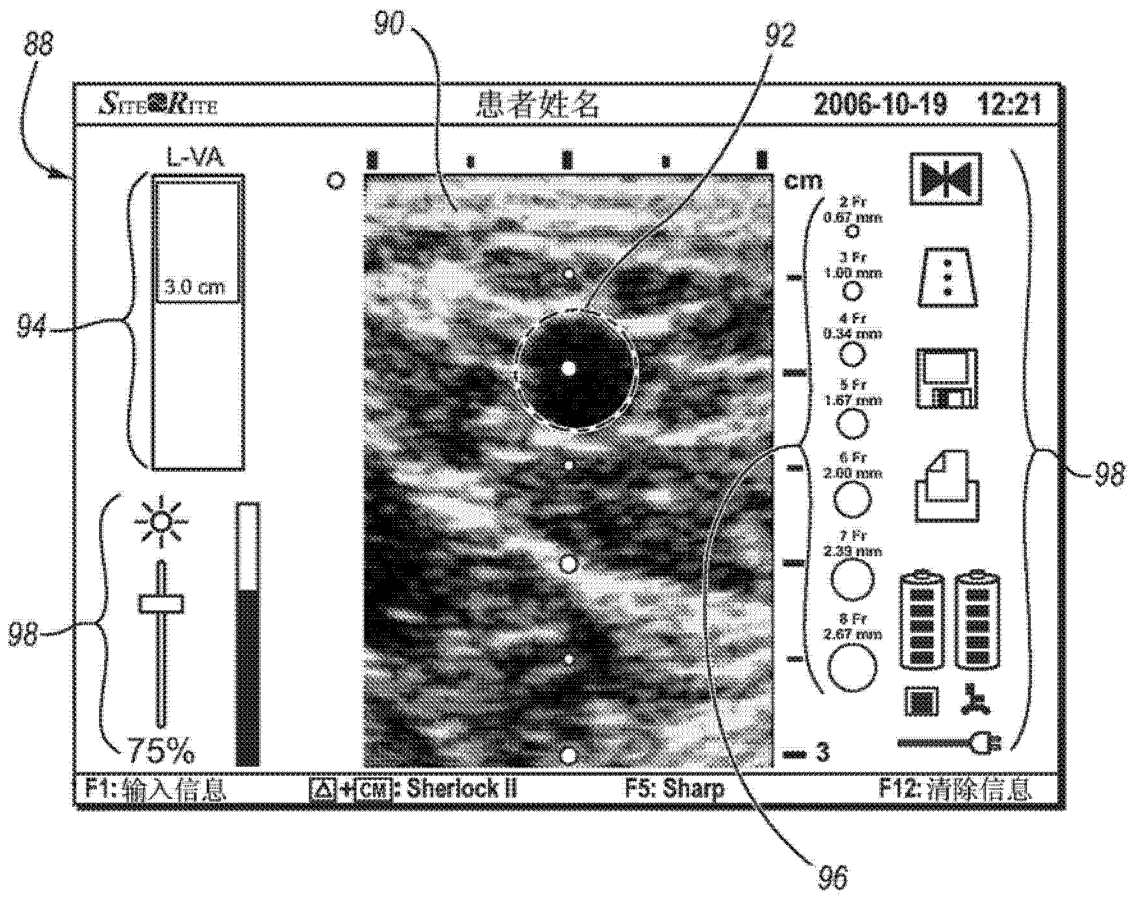 88
90
92
SITE RITE 患者姓名 2006-10-19 12:21
L-VA
cm
2 Fr
0.67 mm
3 Fr
1.00 mm
3.0 cm
94
4 Fr
0.34 mm
5 Fr
1.67 mm
6 Fr
2.00 mm
98
7 Fr
2.33 mm
8 Fr
2.67 mm
98
75%
3
F1: 输入信息 +CM: Sherlock II F5: Sharp F12: 清除信息
96